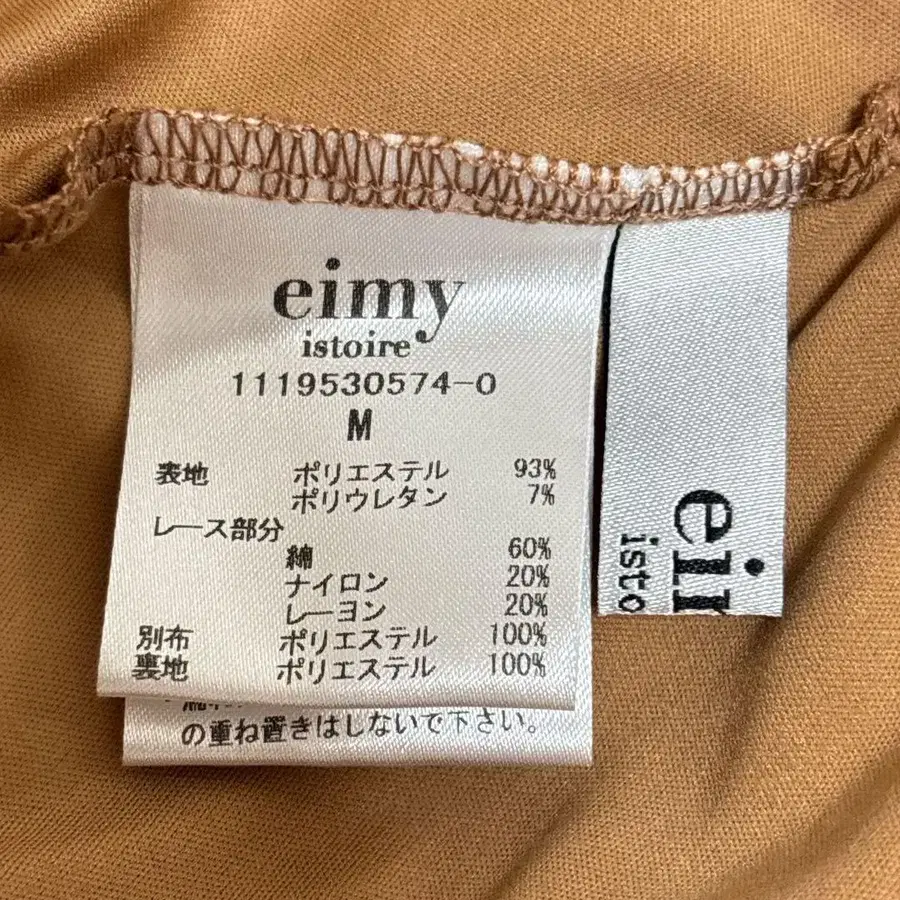 eimy
istoire
1119530574-0
M
表地 ポリエステル 93%
ポリウレタン 7%
レース部分
綿 60%
ナイロン 20%
レーヨン 20%
別布 ポリエステル 100%
裏地 ポリエステル 100%
の重ね置きはしないで下さい。
eim
isto